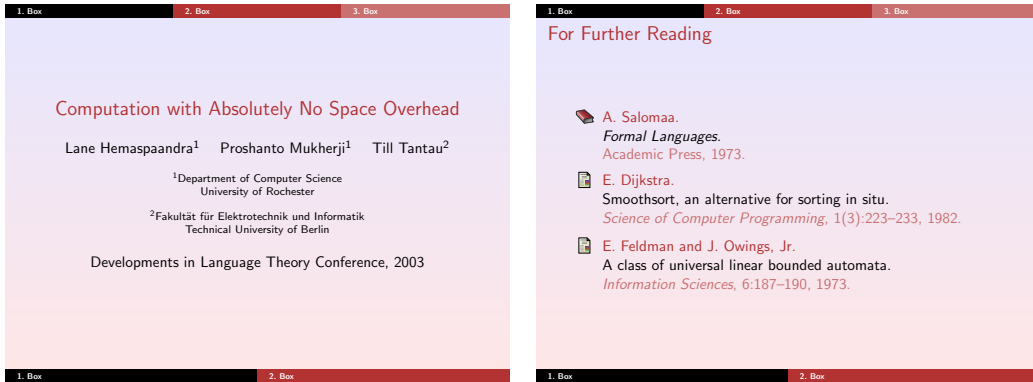 1. Box 2. Box 3. Box
Computation with Absolutely No Space Overhead
Lane Hemaspaandra1 Proshanto Mukherji1 Till Tantau2
1Department of Computer Science
University of Rochester
2Fakultät für Elektrotechnik und Informatik
Technical University of Berlin
Developments in Language Theory Conference, 2003
1. Box 2. Box
1. Box 2. Box 3. Box
For Further Reading
A. Salomaa.
Formal Languages.
Academic Press, 1973.
E. Dijkstra.
Smoothsort, an alternative for sorting in situ.
Science of Computer Programming, 1(3):223–233, 1982.
E. Feldman and J. Owings, Jr.
A class of universal linear bounded automata.
Information Sciences, 6:187–190, 1973.
1. Box 2. Box